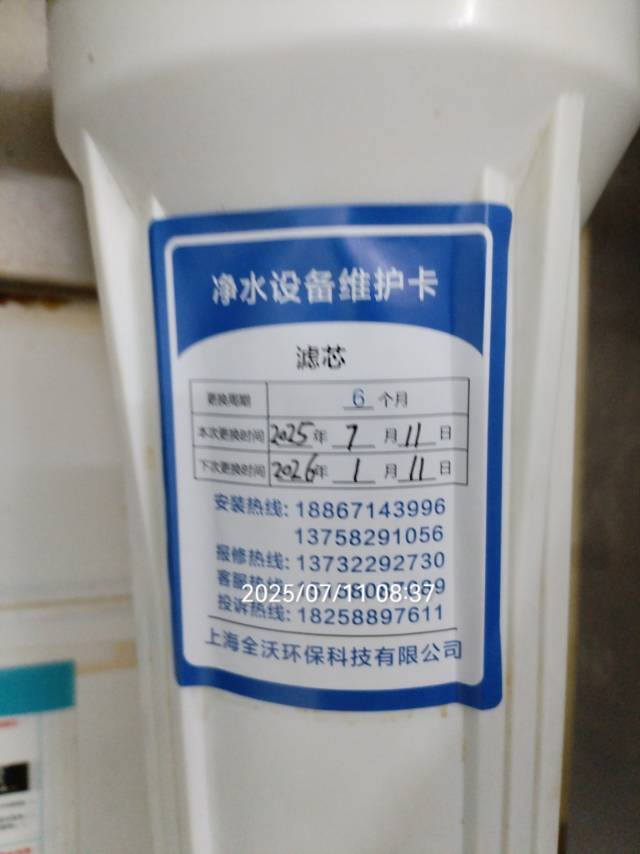 净水设备维护卡
滤芯
更换周期 6 个月
本次更换时间 2025年 7 月 11 日
下次更换时间 2026年 1 月 11 日
安装热线: 18867143996
13758291056
报修热线: 13732292730
客服热线:
2025/07/11 08:37
投诉热线: 18258897611
上海全沃环保科技有限公司